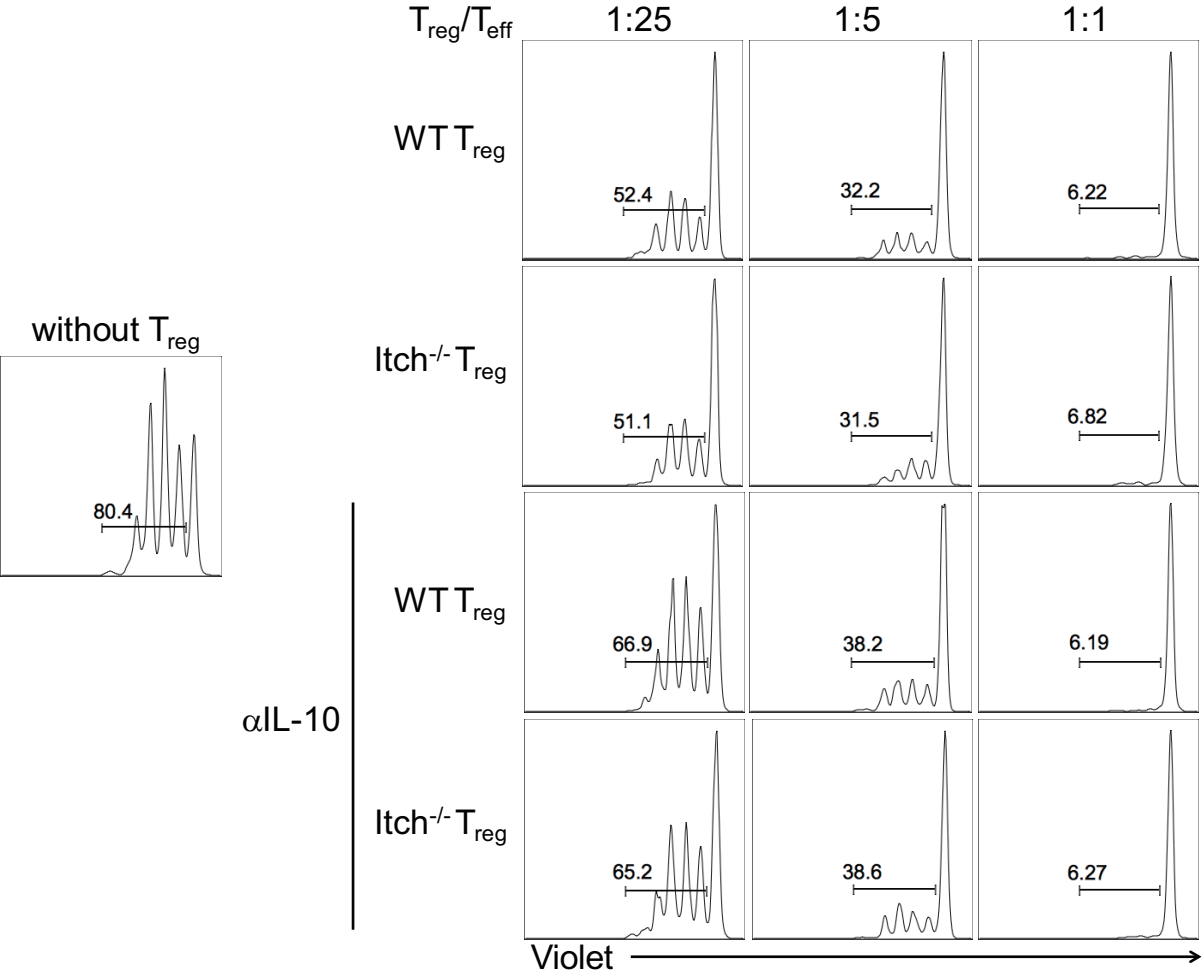 Treg/Teff 1:25 1:5 1:1
WT Treg
52.4 32.2 6.22
without Treg
Itch-/- Treg
51.1 31.5 6.82
80.4
WT Treg
66.9 38.2 6.19
αIL-10
Itch-/- Treg
65.2 38.6 6.27
Violet